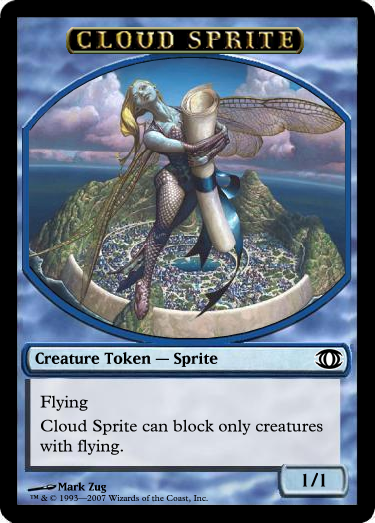 CLOUD SPRITE
Creature Token — Sprite
Flying
Cloud Sprite can block only creatures
with flying.
1/1
Mark Zug
™ & © 1993–2007 Wizards of the Coast, Inc.